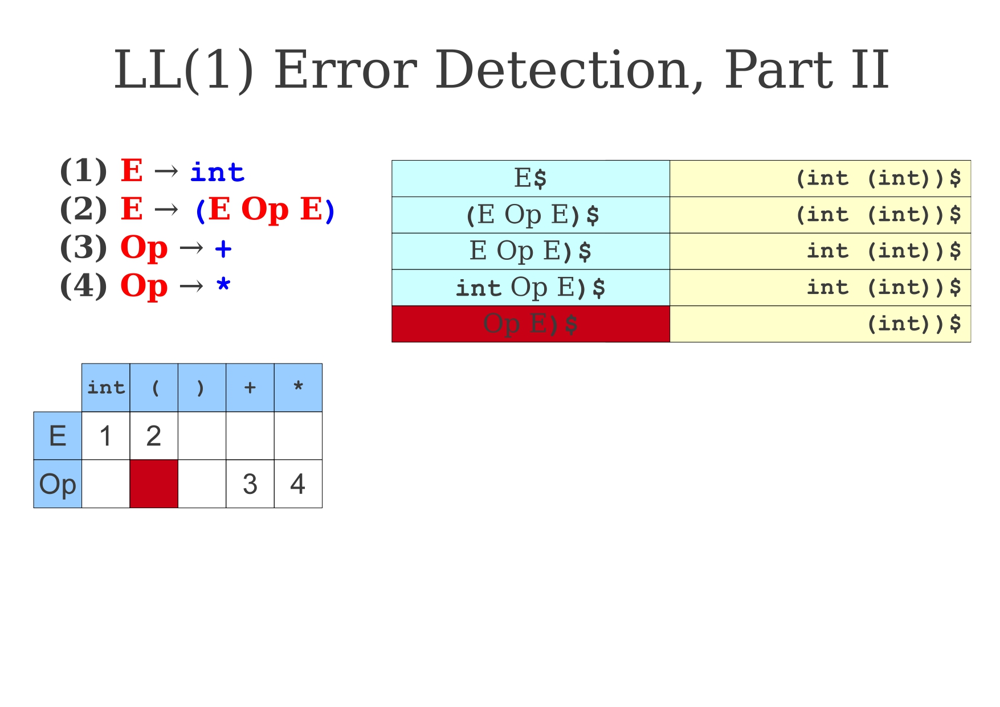 LL(1) Error Detection, Part II
(1) E → int
(2) E → (E Op E)
(3) Op → +
(4) Op → *
E$ (int (int))$
(E Op E)$ (int (int))$
E Op E)$ int (int))$
int Op E)$ int (int))$
Op E)$ (int))$
int ( ) + *
E 1 2
Op 3 4